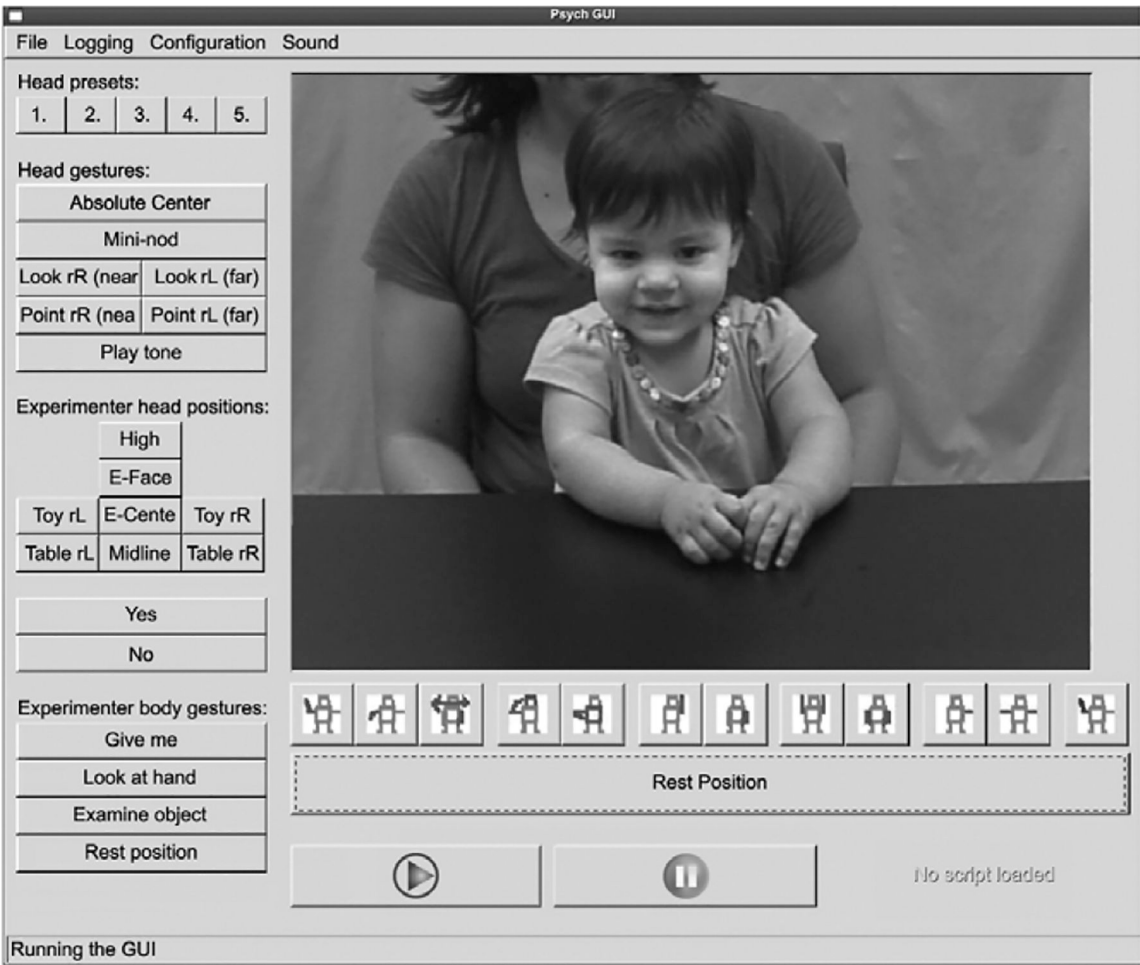 Psych GUI
File Logging Configuration Sound
Head presets:
1. 2. 3. 4. 5.
Head gestures:
Absolute Center
Mini-nod
Look rR (near Look rL (far)
Point rR (nea Point rL (far)
Play tone
Experimenter head positions:
High
E-Face
Toy rL E-Cente Toy rR
Table rL Midline Table rR
Yes
No
Experimenter body gestures:
Give me
Look at hand
Examine object
Rest position
Rest Position
No script loaded
Running the GUI